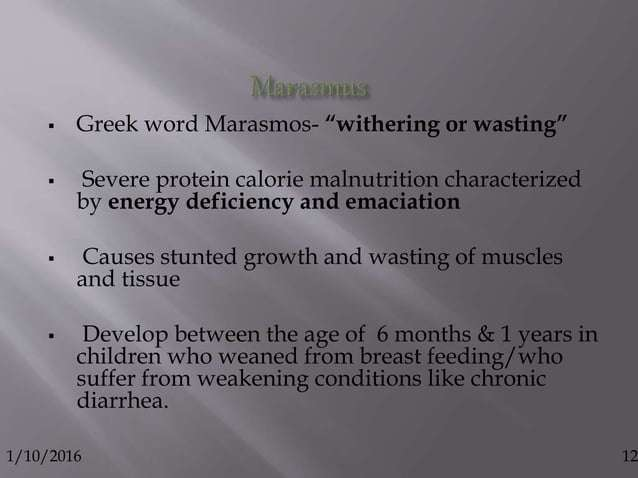 Marasmus
▪ Greek word Marasmos- “withering or wasting”
▪ Severe protein calorie malnutrition characterized
by energy deficiency and emaciation
▪ Causes stunted growth and wasting of muscles
and tissue
▪ Develop between the age of 6 months & 1 years in
children who weaned from breast feeding/who
suffer from weakening conditions like chronic
diarrhea.
1/10/2016 12